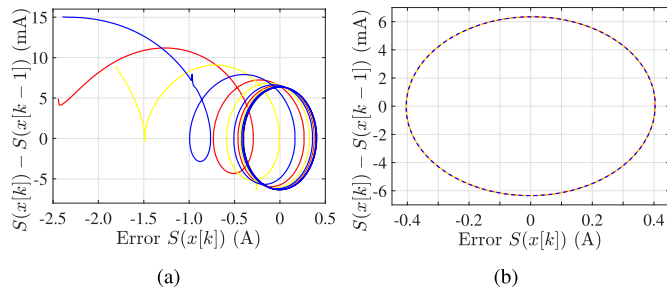 S(x[k]) − S(x[k − 1]) (mA)
15
10
5
0
-5
-2.5 -2.0 -1.5 -1.0 -0.5 0 0.5
Error S(x[k]) (A)
(a)
S(x[k]) − S(x[k − 1]) (mA)
6
4
2
0
-2
-4
-6
-0.4 -0.2 0 0.2 0.4
Error S(x[k]) (A)
(b)